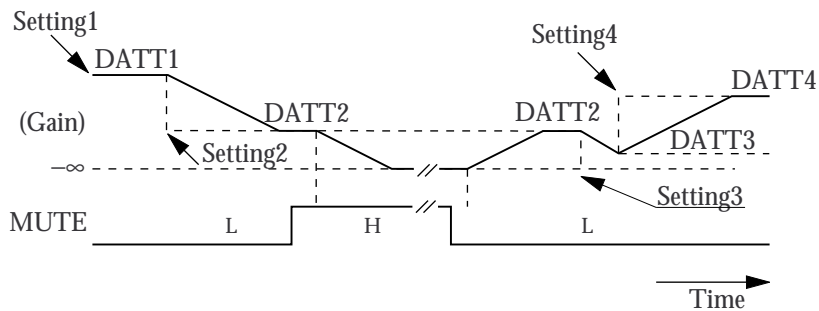 Setting1
DATT1
Setting4
DATT4
DATT2
DATT2
(Gain)
DATT3
Setting2
−∞
Setting3
MUTE
L
H
L
Time